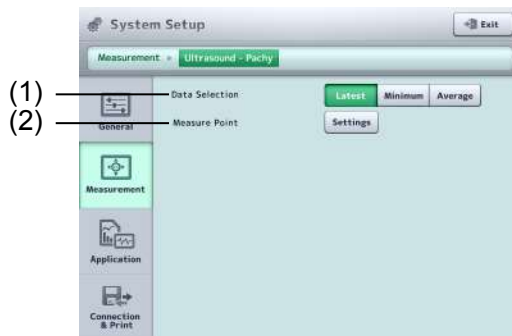 System Setup
Exit
Measurement » Ultrasound - Pachy
(1)
Data Selection
Latest Minimum Average
(2)
Measure Point
Settings
General
Measurement
Application
Connection
& Print